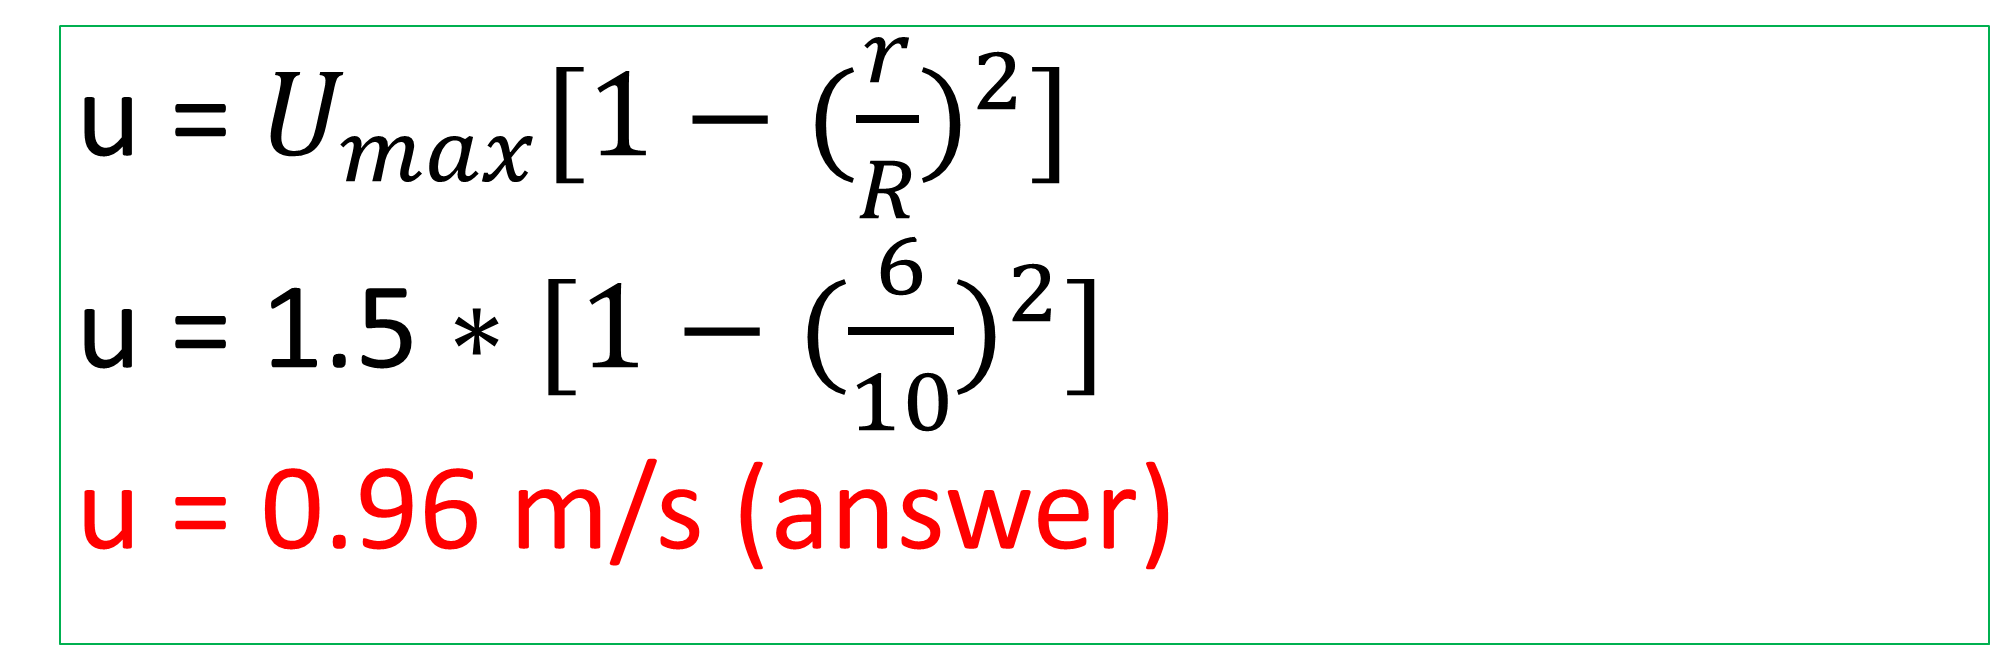 u = U_max [1 − (r/R)²]
u = 1.5 ∗ [1 − (6/10)²]
u = 0.96 m/s (answer)